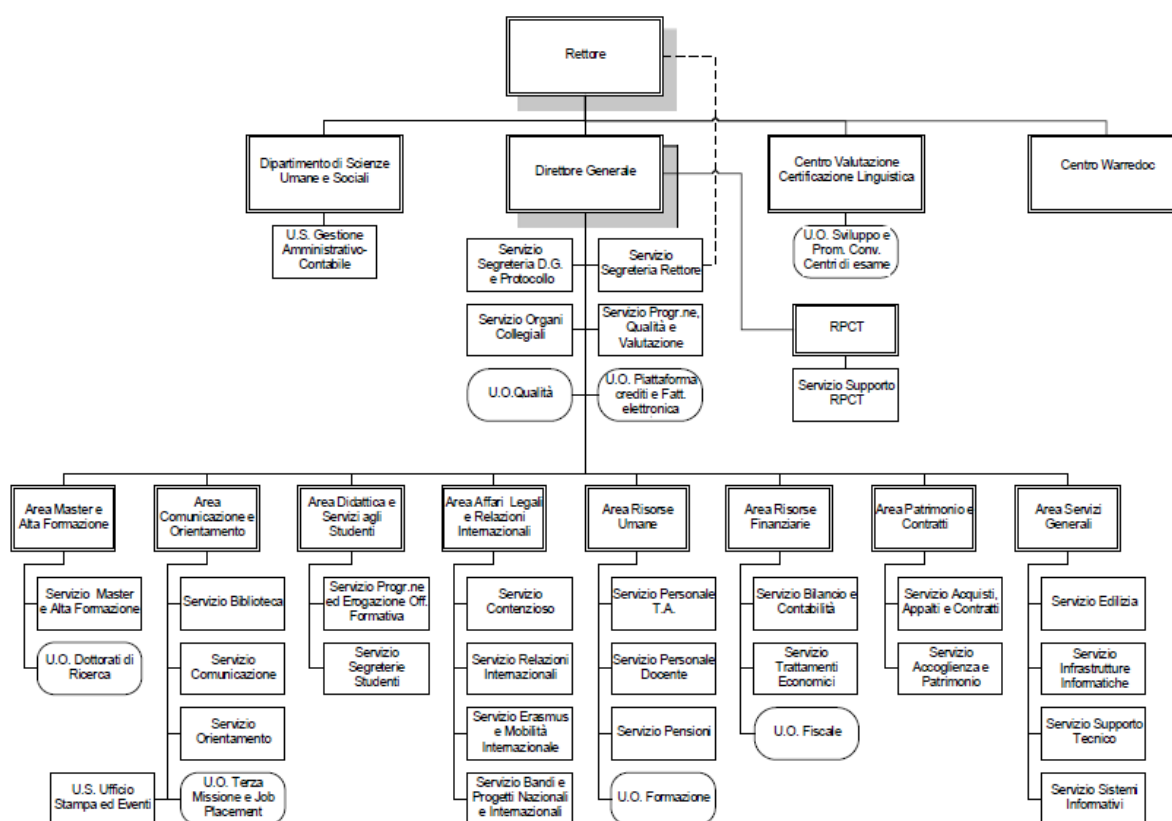 Rettore
Dipartimento di Scienze
Umane e Sociali
Direttore Generale
Centro Valutazione
Certificazione Linguistica
Centro Warredoc
U.S. Gestione
Amministrativo-
Contabile
U.O. Sviluppo e
Prom. Conv.
Centri di esame
Servizio
Segreteria D.G.
e Protocollo
Servizio
Segreteria Rettore
Servizio Organi
Collegiali
Servizio Progr.ne,
Qualità e
Valutazione
RPCT
U.O.Qualità
U.O. Piattaforma
crediti e Fatt.
elettronica
Servizio Supporto
RPCT
Area Master e
Alta Formazione
Area
Comunicazione e
Orientamento
Area Didattica e
Servizi agli
Studenti
Area Affari Legali
e Relazioni
Internazionali
Area Risorse
Umane
Area Risorse
Finanziarie
Area Patrimonio e
Contratti
Area Servizi
Generali
Servizio Master
e Alta Formazione
Servizio Biblioteca
Servizio Progr.ne
ed Erogazione Off.
Formativa
Servizio
Contenzioso
Servizio Personale
T.A.
Servizio Bilancio e
Contabilità
Servizio Acquisti,
Appalti e Contratti
Servizio Edilizia
U.O. Dottorati di
Ricerca
Servizio
Comunicazione
Servizio
Segreterie
Studenti
Servizio Relazioni
Internazionali
Servizio Personale
Docente
Servizio
Trattamenti
Economici
Servizio
Accoglienza e
Patrimonio
Servizio
Infrastrutture
Informatiche
Servizio
Orientamento
Servizio Erasmus
e Mobilità
Internazionale
Servizio Pensioni
U.O. Fiscale
Servizio Supporto
Tecnico
U.S. Ufficio
Stampa ed Eventi
U.O. Terza
Missione e Job
Placement
Servizio Bandi e
Progetti Nazionali
e Internazionali
U.O. Formazione
Servizio Sistemi
Informativi